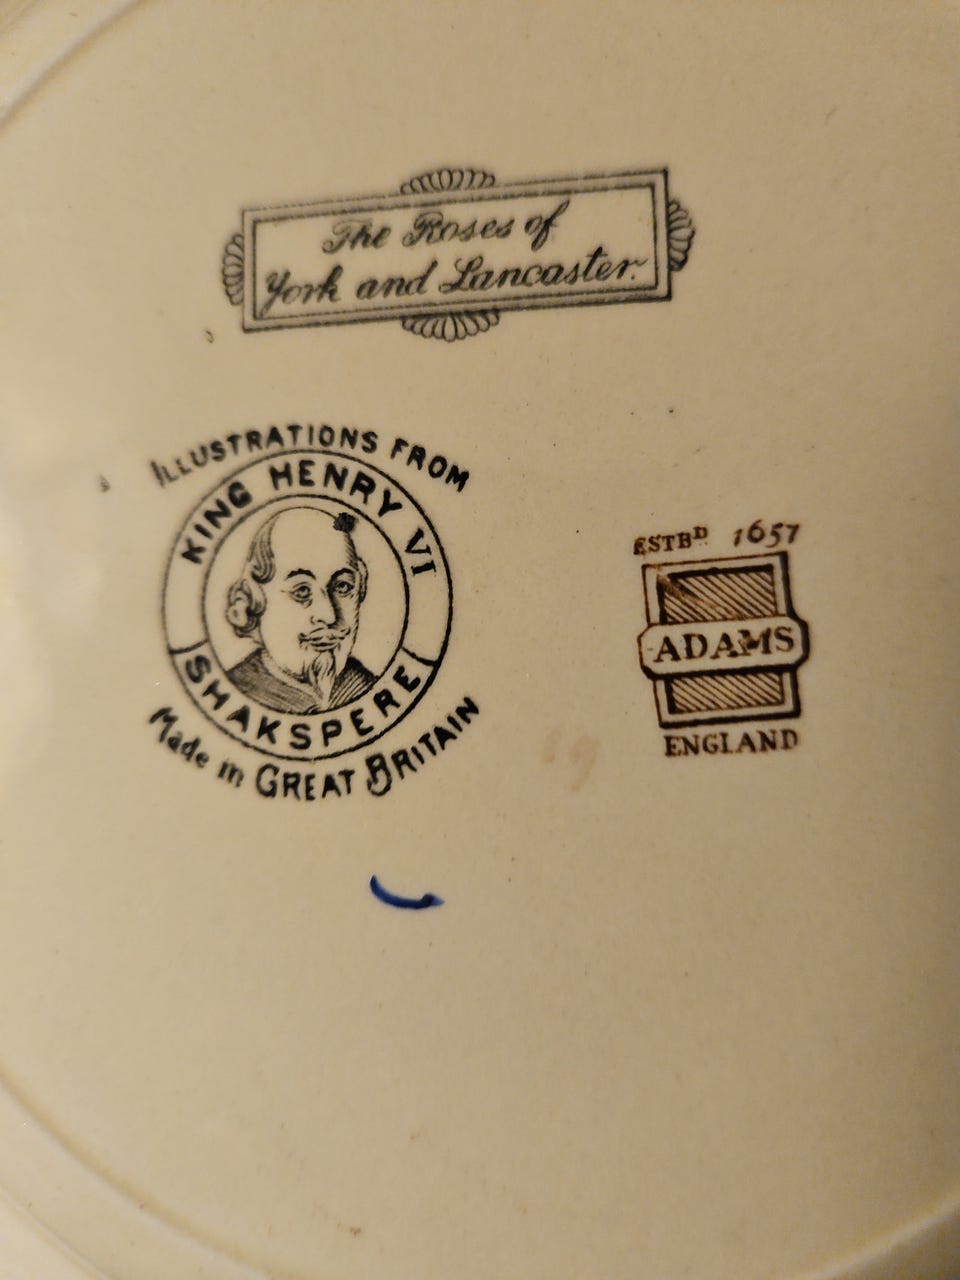 The Roses of
York and Lancaster.
ILLUSTRATIONS FROM
KING HENRY VI
SHAKSPERE
Made in GREAT BRITAIN
ESTBD 1657
ADAMS
ENGLAND